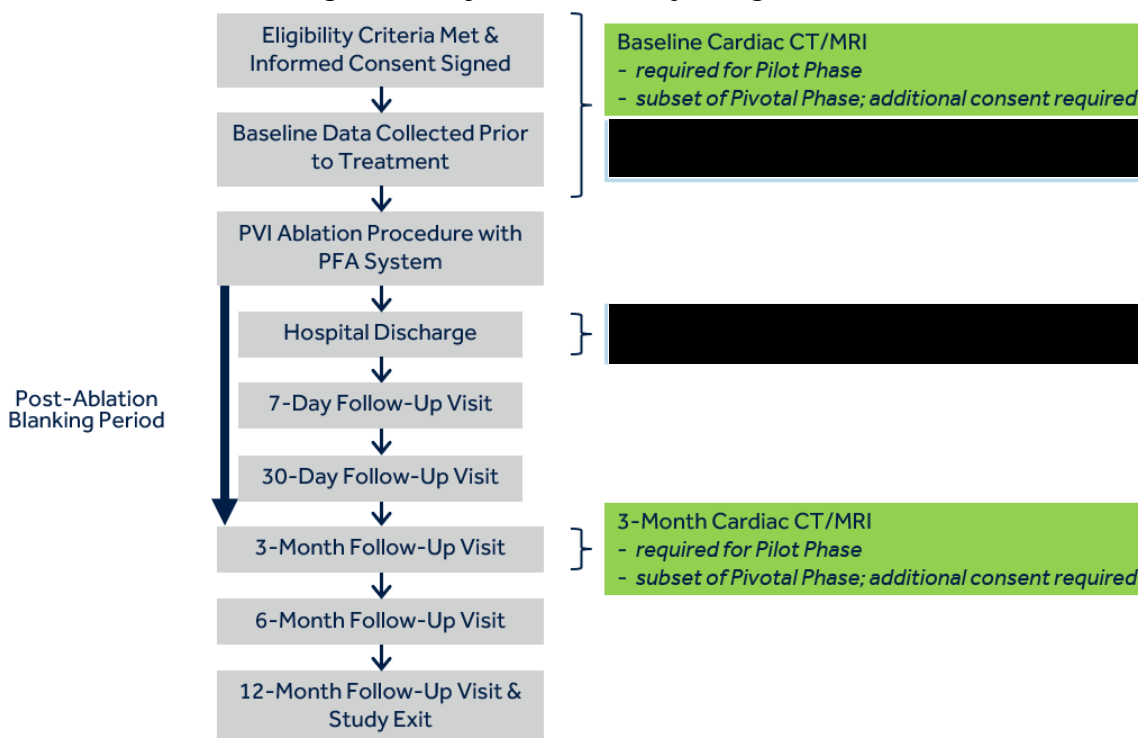 Eligibility Criteria Met &
Informed Consent Signed
Baseline Cardiac CT/MRI
- required for Pilot Phase
- subset of Pivotal Phase; additional consent required
Baseline Data Collected Prior
to Treatment
PVI Ablation Procedure with
PFA System
Hospital Discharge
Post-Ablation
Blanking Period
7-Day Follow-Up Visit
30-Day Follow-Up Visit
3-Month Follow-Up Visit
3-Month Cardiac CT/MRI
- required for Pilot Phase
- subset of Pivotal Phase; additional consent required
6-Month Follow-Up Visit
12-Month Follow-Up Visit &
Study Exit